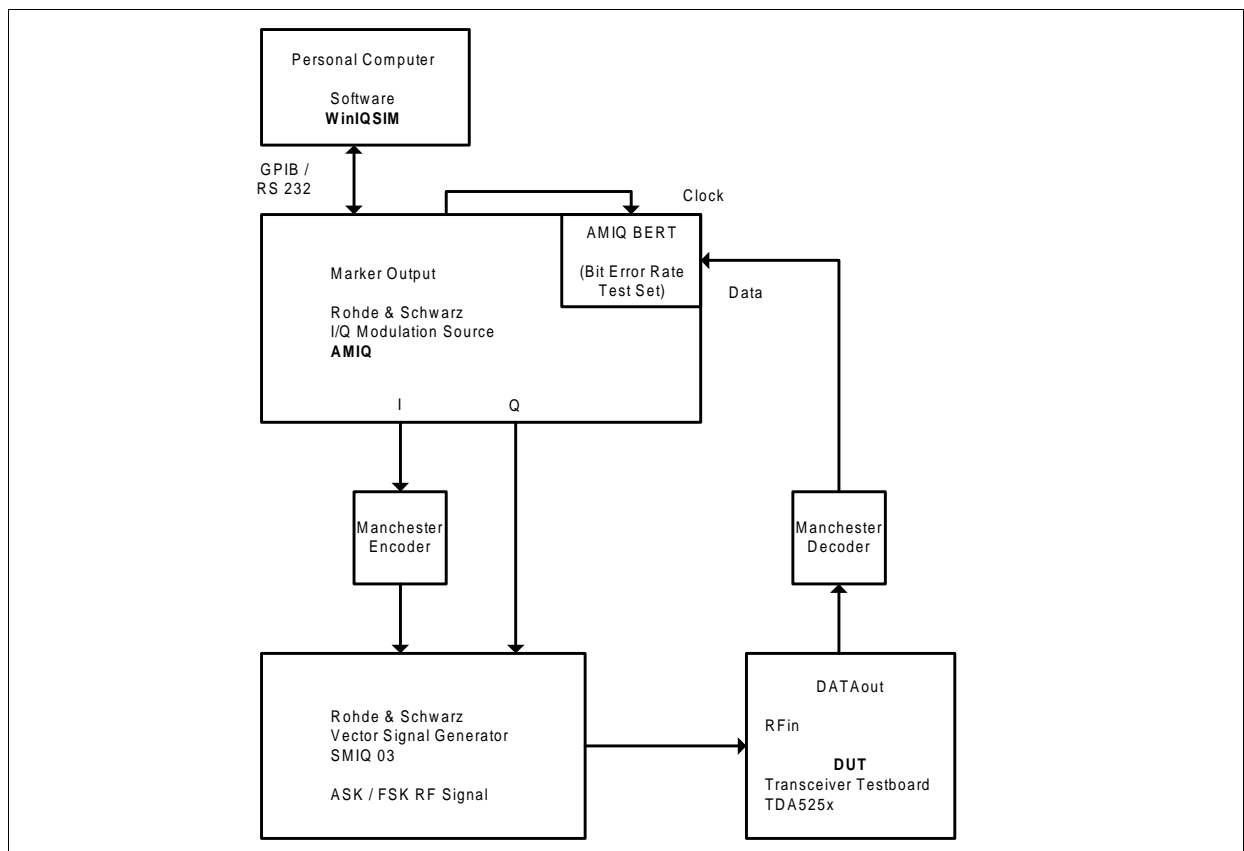 Personal Computer
Software
WinIQSIM
GPIB /
RS 232
Clock
AMIQ BERT
(Bit Error Rate
Test Set)
Data
Marker Output
Rohde & Schwarz
I/Q Modulation Source
AMIQ
I
Q
Manchester
Encoder
Manchester
Decoder
Rohde & Schwarz
Vector Signal Generator
SMIQ 03
ASK / FSK RF Signal
DATAout
RFin
DUT
Transceiver Testboard
TDA525x